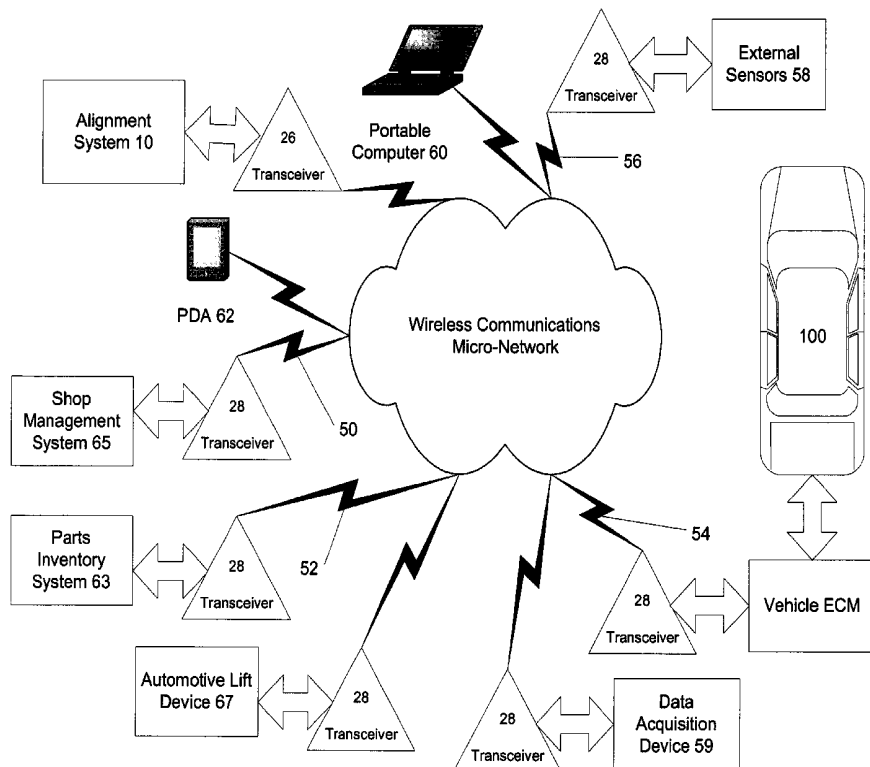 28
Transceiver
External
Sensors 58
Alignment
System 10
26
Transceiver
Portable
Computer 60
56
PDA 62
Wireless Communications
Micro-Network
100
Shop
Management
System 65
28
Transceiver
50
Parts
Inventory
System 63
28
Transceiver
52
54
28
Transceiver
Vehicle ECM
Automotive Lift
Device 67
28
Transceiver
28
Transceiver
Data
Acquisition
Device 59